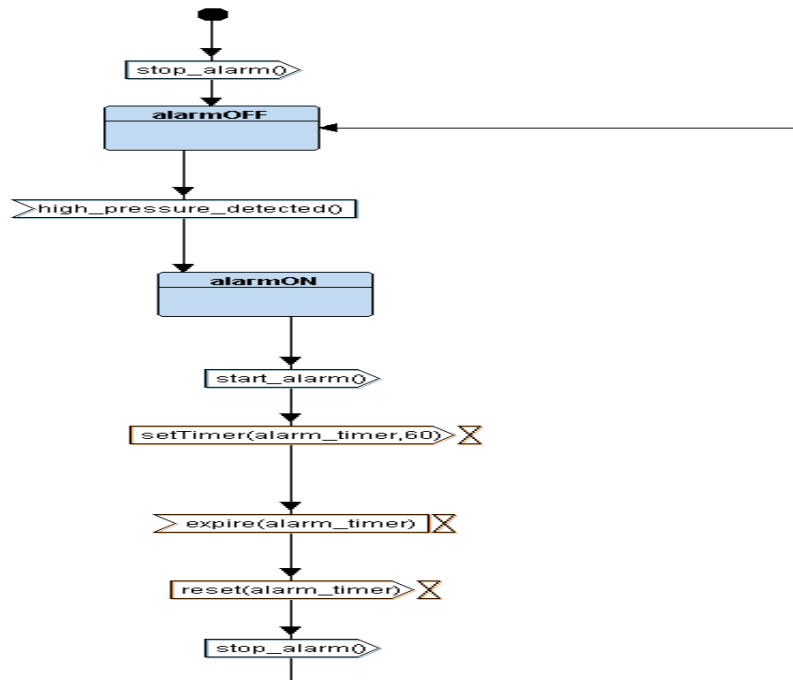 stop_alarm()
alarmOFF
high_pressure_detected()
alarmON
start_alarm()
setTimer(alarm_timer,60)
expire(alarm_timer)
reset(alarm_timer)
stop_alarm()